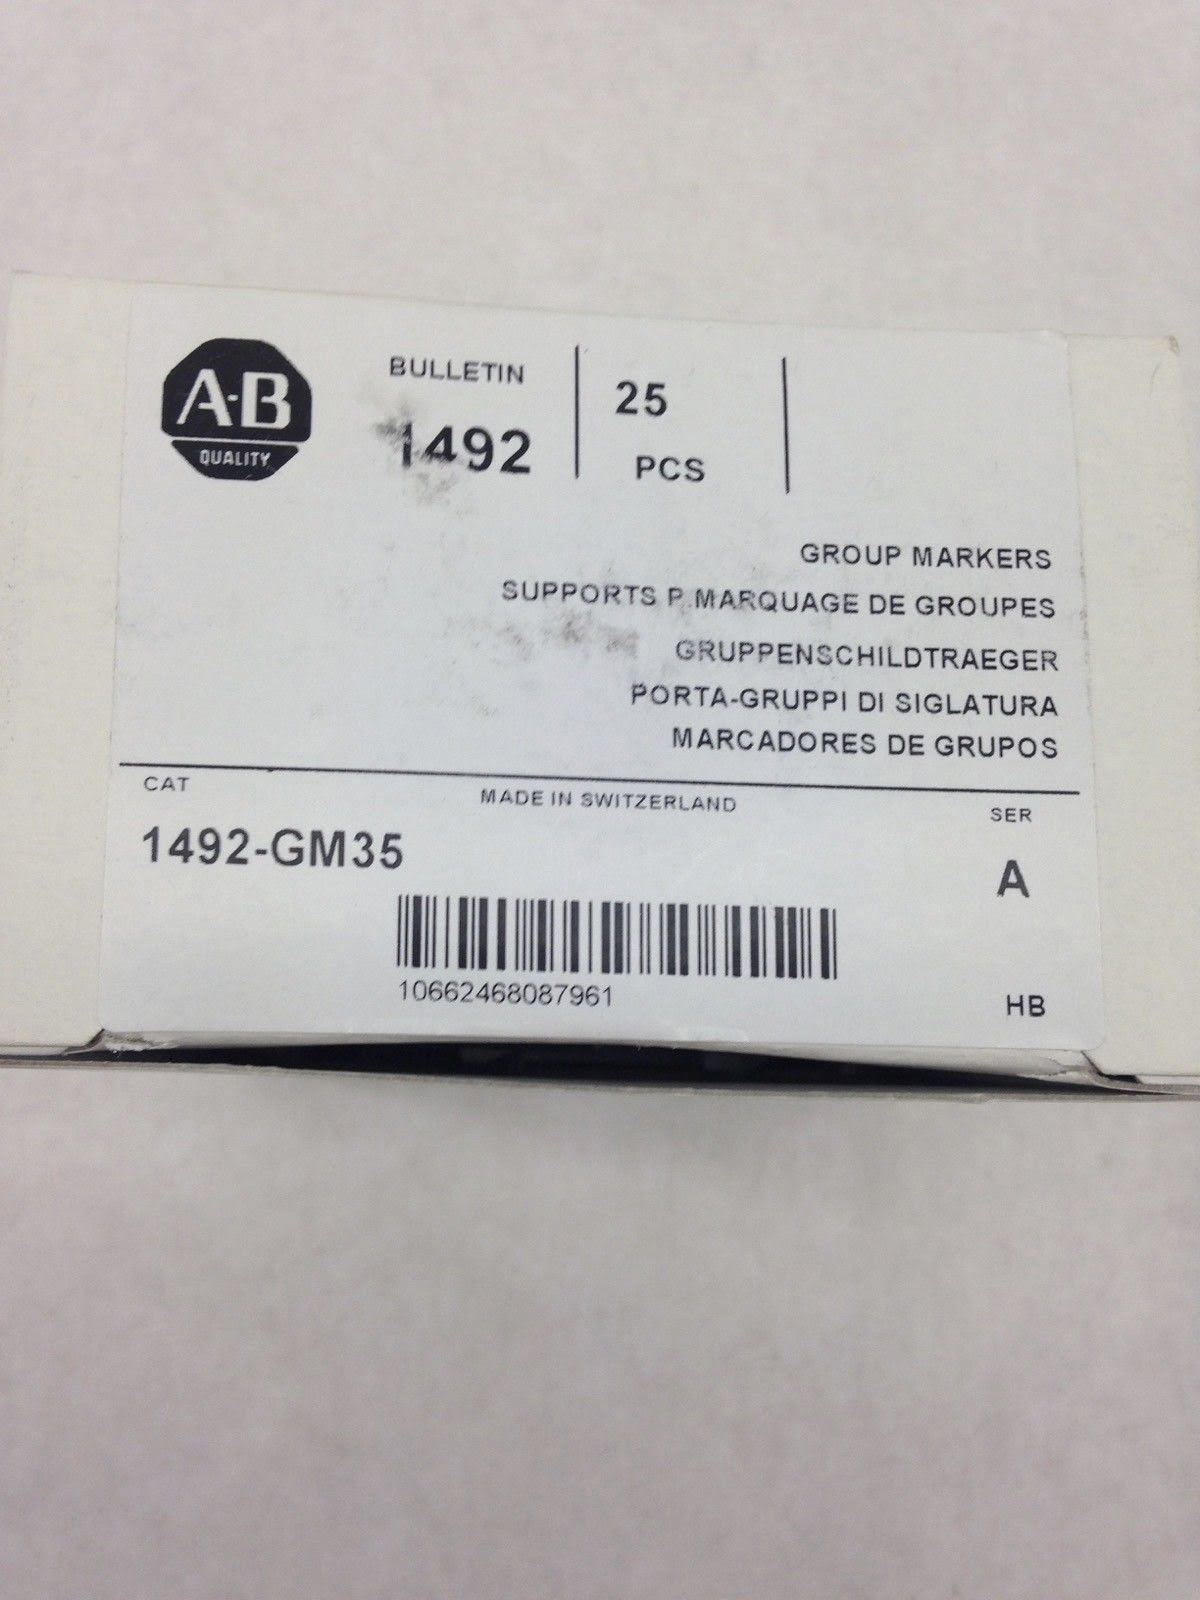 A-B
QUALITY
BULLETIN
1492
25
PCS
GROUP MARKERS
SUPPORTS P.MARQUAGE DE GROUPES
GRUPPENSCHILDTRAEGER
PORTA-GRUPPI DI SIGLATURA
MARCADORES DE GRUPOS
CAT
MADE IN SWITZERLAND
SER
1492-GM35
A
10662468087961
HB